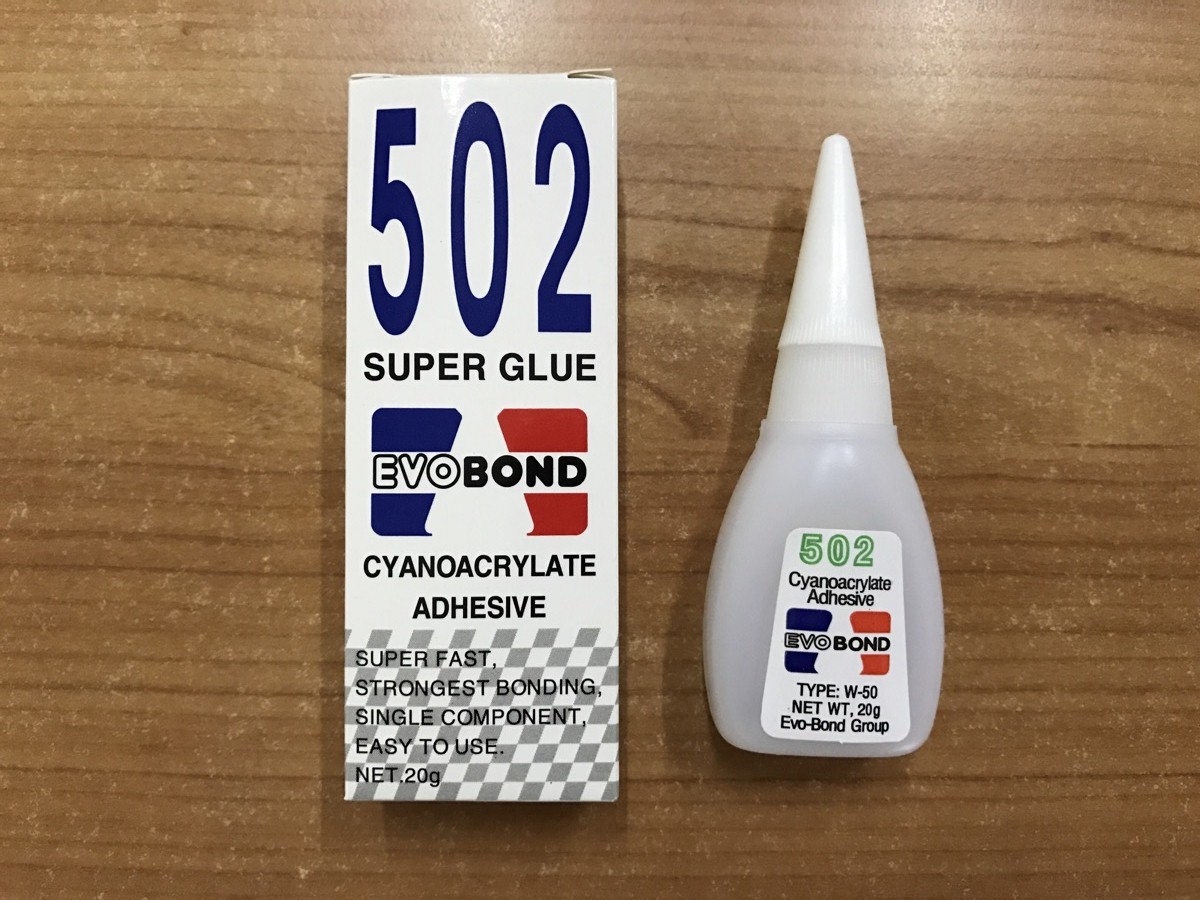 502
SUPER GLUE
EVOBOND
CYANOACRYLATE
ADHESIVE
SUPER FAST,
STRONGEST BONDING,
SINGLE COMPONENT,
EASY TO USE.
NET.20g
502
Cyanoacrylate
Adhesive
EVOBOND
TYPE: W-50
NET WT, 20g
Evo-Bond Group